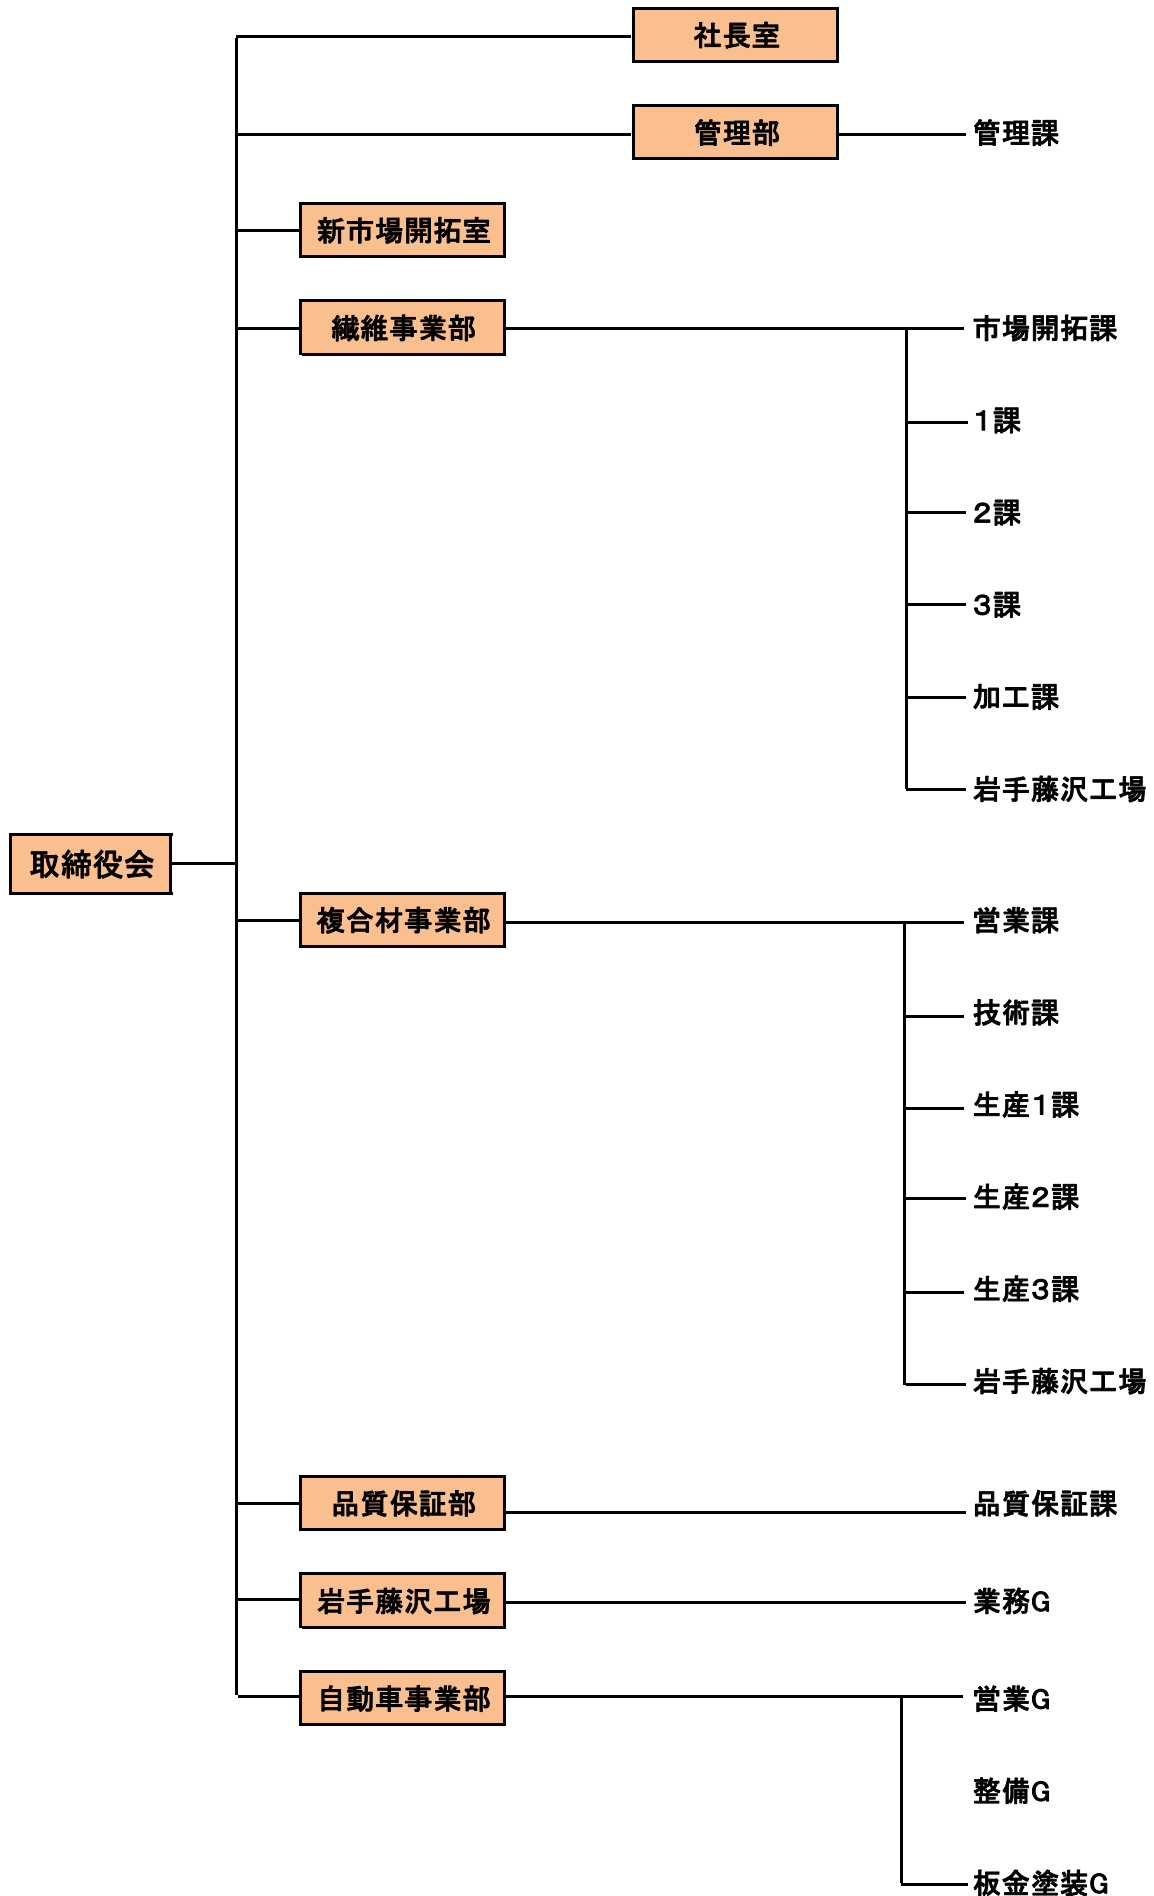 社長室
管理部
管理課
新市場開拓室
繊維事業部
市場開拓課
1課
2課
3課
加工課
岩手藤沢工場
取締役会
複合材事業部
営業課
技術課
生産1課
生産2課
生産3課
岩手藤沢工場
品質保証部
品質保証課
岩手藤沢工場
業務G
自動車事業部
営業G
整備G
板金塗装G